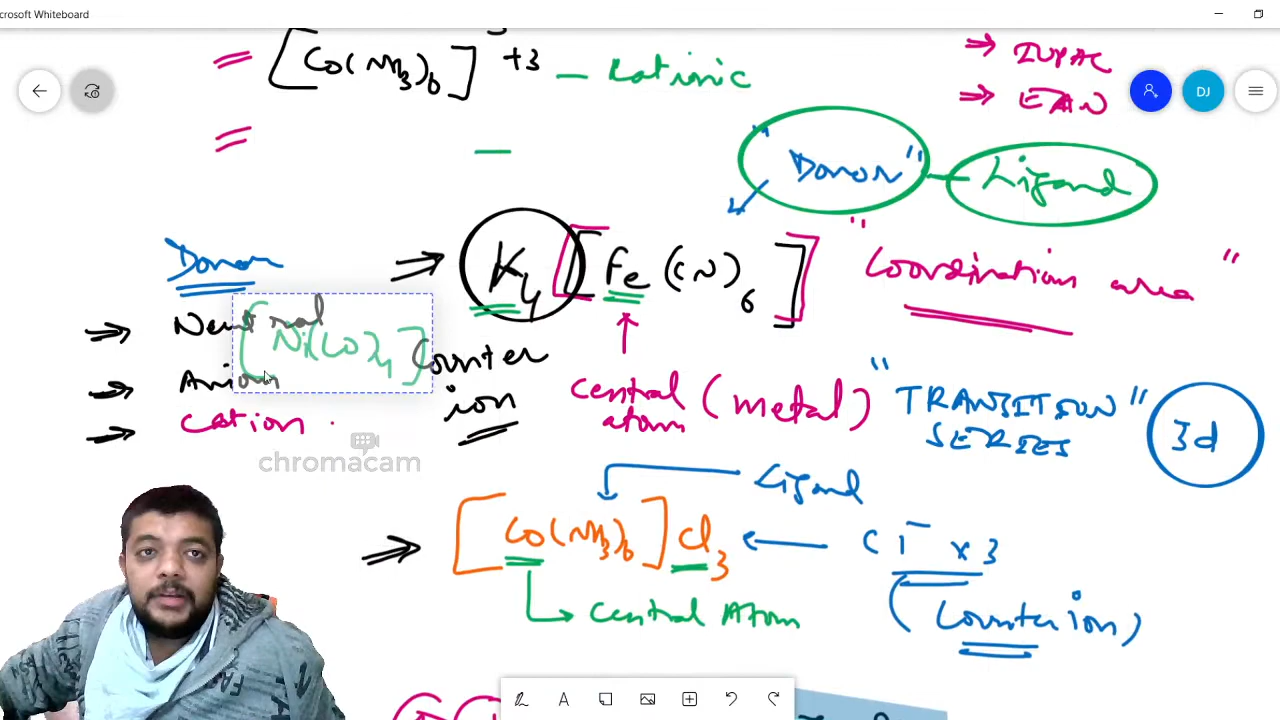 crosoft Whiteboard
[Co(NH3)6]+3 – Cationic
=> IUPAC
=> EAN
=
DJ
"Donor" – Ligand
Donor
=> K4 [Fe(CN)6] "Coordination area"
=> Neutral
[Ni(CO)4]
=> Anion
=> Cation
Counter
ion
central
atom (metal)
"TRANSITION"
SERIES
3d
chromacam
Ligand
=> [Co(NH3)6]Cl3 ← Cl– x 3
Central Atom
(Counter ion)